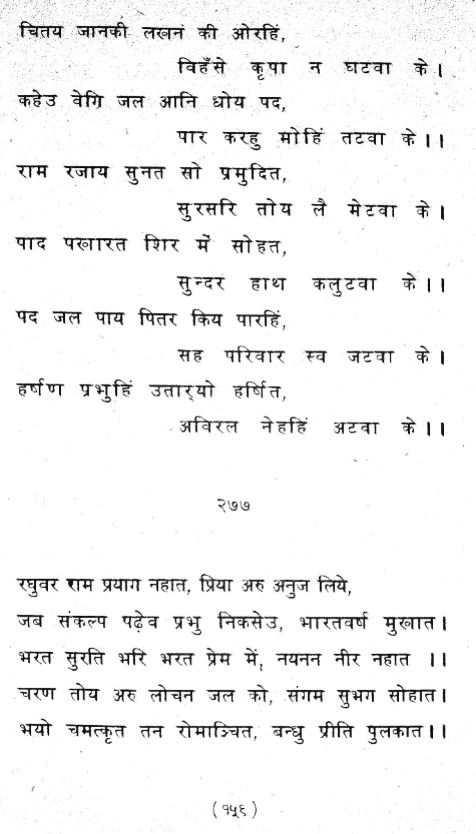 चितय जानकी लखन की ओरहिं,
विहँसे कृपा न घटवा के।
कहेउ वेगि जल आनि धोय पद,
पार करहु मोहिं तटवा के।।
राम रजाय सुनत सो प्रमुदित,
सुरसरि तोय लै मेटवा के।
पाद पखारत शिर में सोहत,
सुन्दर हाथ कलुटवा के।।
पद जल पाय पितर किय पारहिं,
सह परिवार स्व जटवा के।
हर्षण प्रभुहिं उतार्‌यो हर्षित,
अविरल नेहहिं अटवा के।।
२७७
रघुवर राम प्रयाग नहात, प्रिया अरु अनुज लिये,
जब संकल्प पढ़ेव प्रभु निकसेउ, भारतवर्ष मुखात।
भरत सुरति भरि भरत प्रेम में, नयनन नीर नहात ।।
चरण तोय अरु लोचन जल को, संगम सुभग सोहात।
भयो चमत्कृत तन रोमाञ्चित, बन्धु प्रीति पुलकात।।
(१५६)